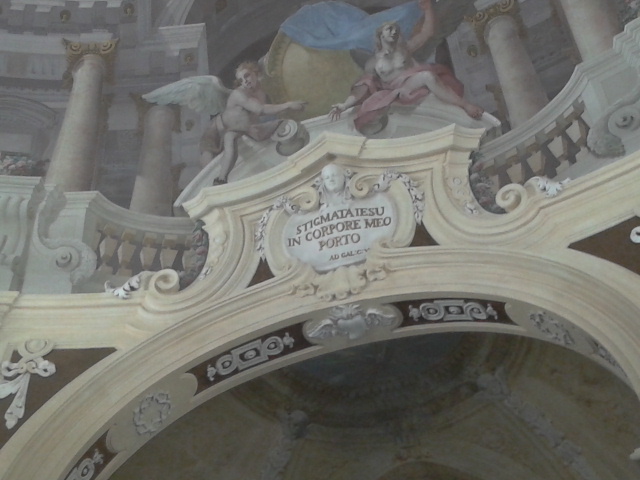 STIGMATA IESU
IN CORPORE MEO
PORTO
AD GAL. C. VI